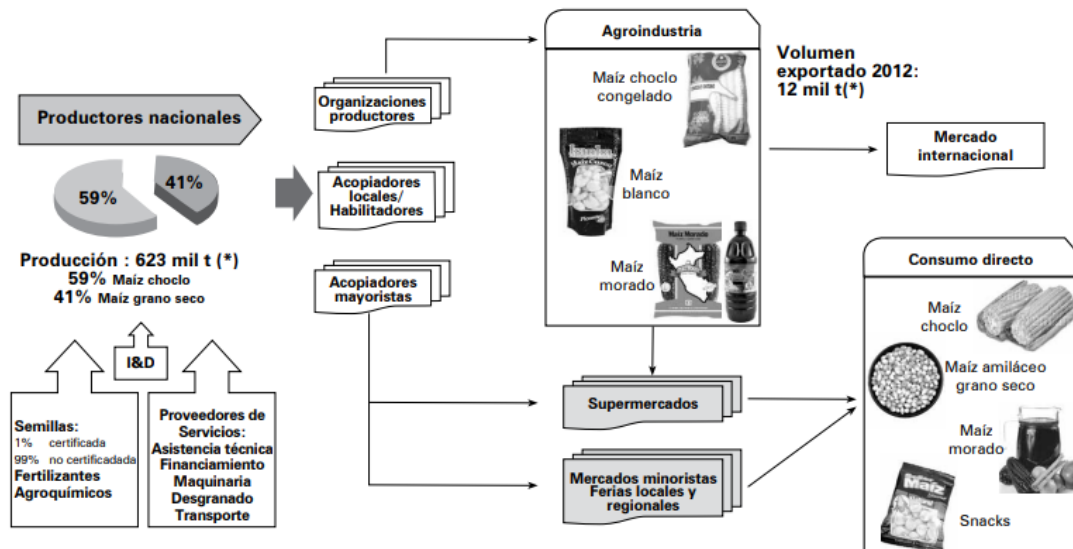 Productores nacionales
59%
41%
Producción : 623 mil t (*)
59% Maíz choclo
41% Maíz grano seco
I&D
Semillas:
1% certificada
99% no certificadada
Fertilizantes
Agroquímicos
Proveedores de
Servicios:
Asistencia técnica
Financiamiento
Maquinaria
Desgranado
Transporte
Organizaciones
productores
Acopiadores
locales/
Habilitadores
Acopiadores
mayoristas
Agroindustria
Maíz choclo
congelado
Maíz
blanco
Maíz
morado
Maíz Morado
Supermercados
Mercados minoristas
Ferias locales y
regionales
Volumen
exportado 2012:
12 mil t(*)
Mercado
internacional
Consumo directo
Maíz
choclo
Maíz amiláceo
grano seco
Maíz
morado
Maíz
Snacks